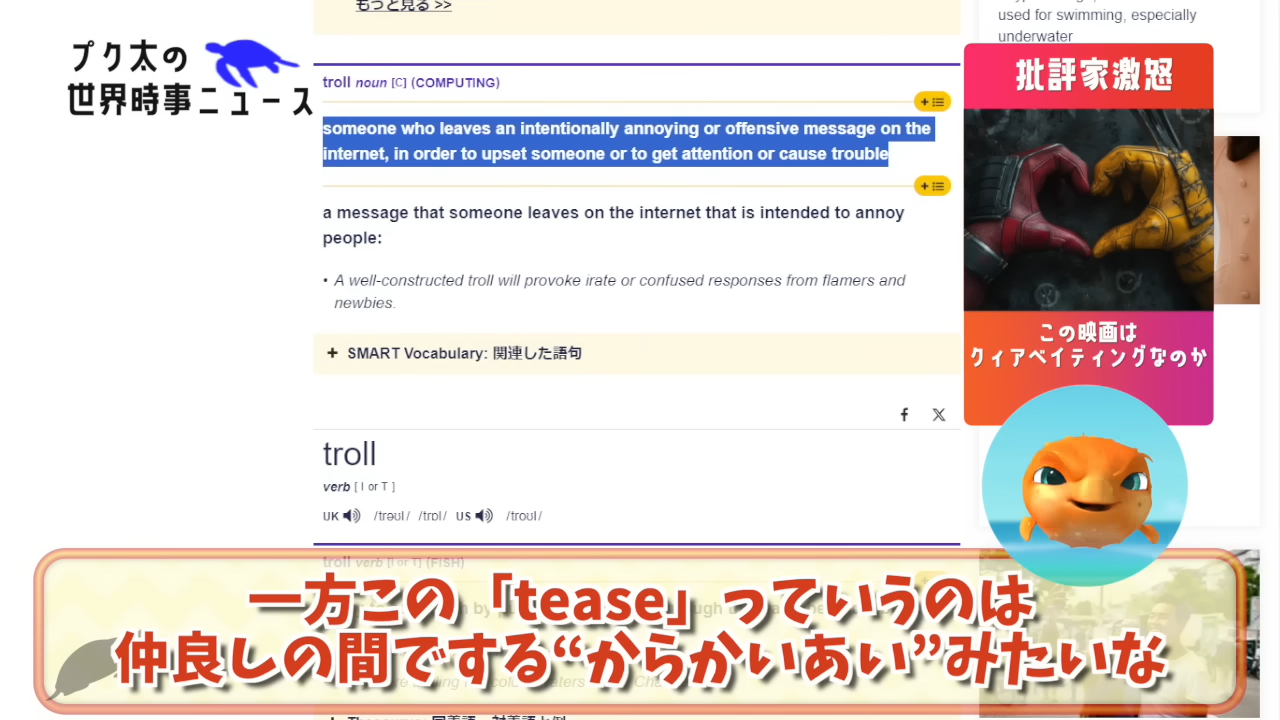 もっと見る >>
used for swimming, especially
underwater
プク太の
世界時事ニュース
troll noun [C] (COMPUTING)
someone who leaves an intentionally annoying or offensive message on the
internet, in order to upset someone or to get attention or cause trouble
a message that someone leaves on the internet that is intended to annoy
people:
• A well-constructed troll will provoke irate or confused responses from flamers and
newbies.
+ SMART Vocabulary: 関連した語句
批評家激怒
この映画は
クィアベイティングなのか
troll
verb [ I or T ]
UK /trəʊl/ /trɒl/ US /troʊl/
troll verb [I or T] (FISH)
一方この「tease」っていうのは
仲良しの間でする“からかいあい”みたいな